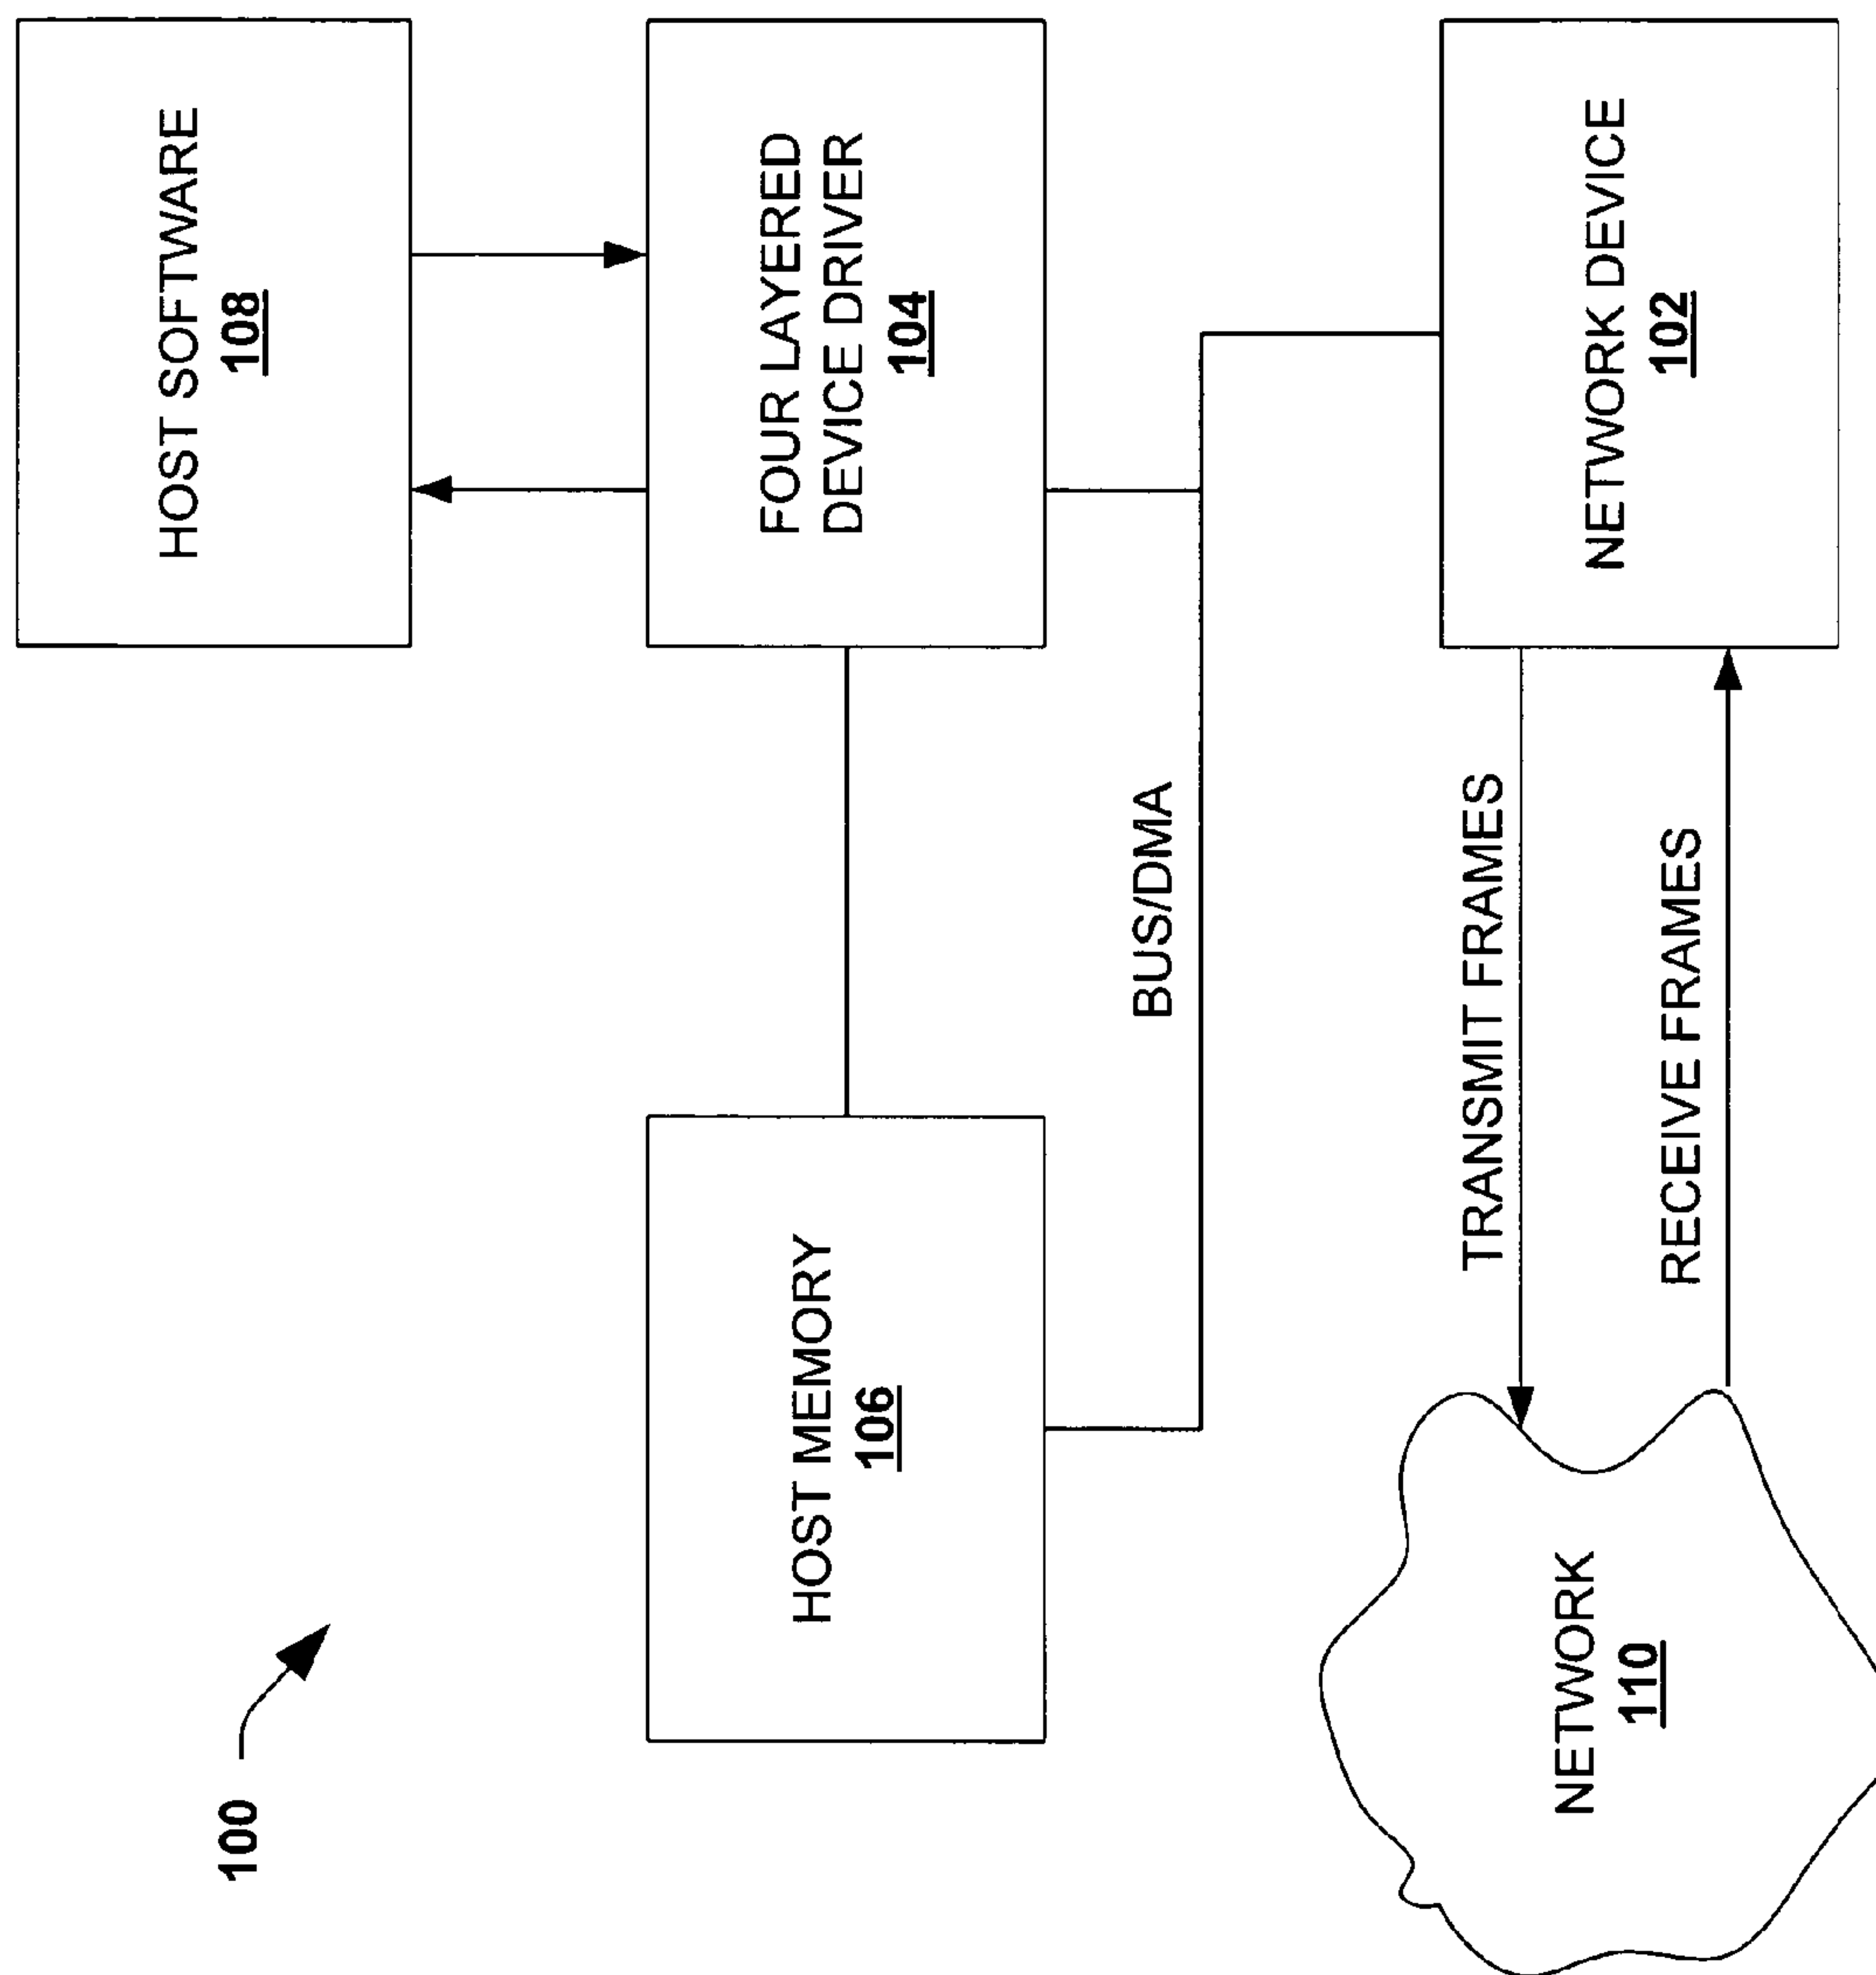 100
HOST SOFTWARE
108
HOST MEMORY
106
FOUR LAYERED
DEVICE DRIVER
104
BUS/DMA
TRANSMIT FRAMES
NETWORK
110
RECEIVE FRAMES
NETWORK DEVICE
102